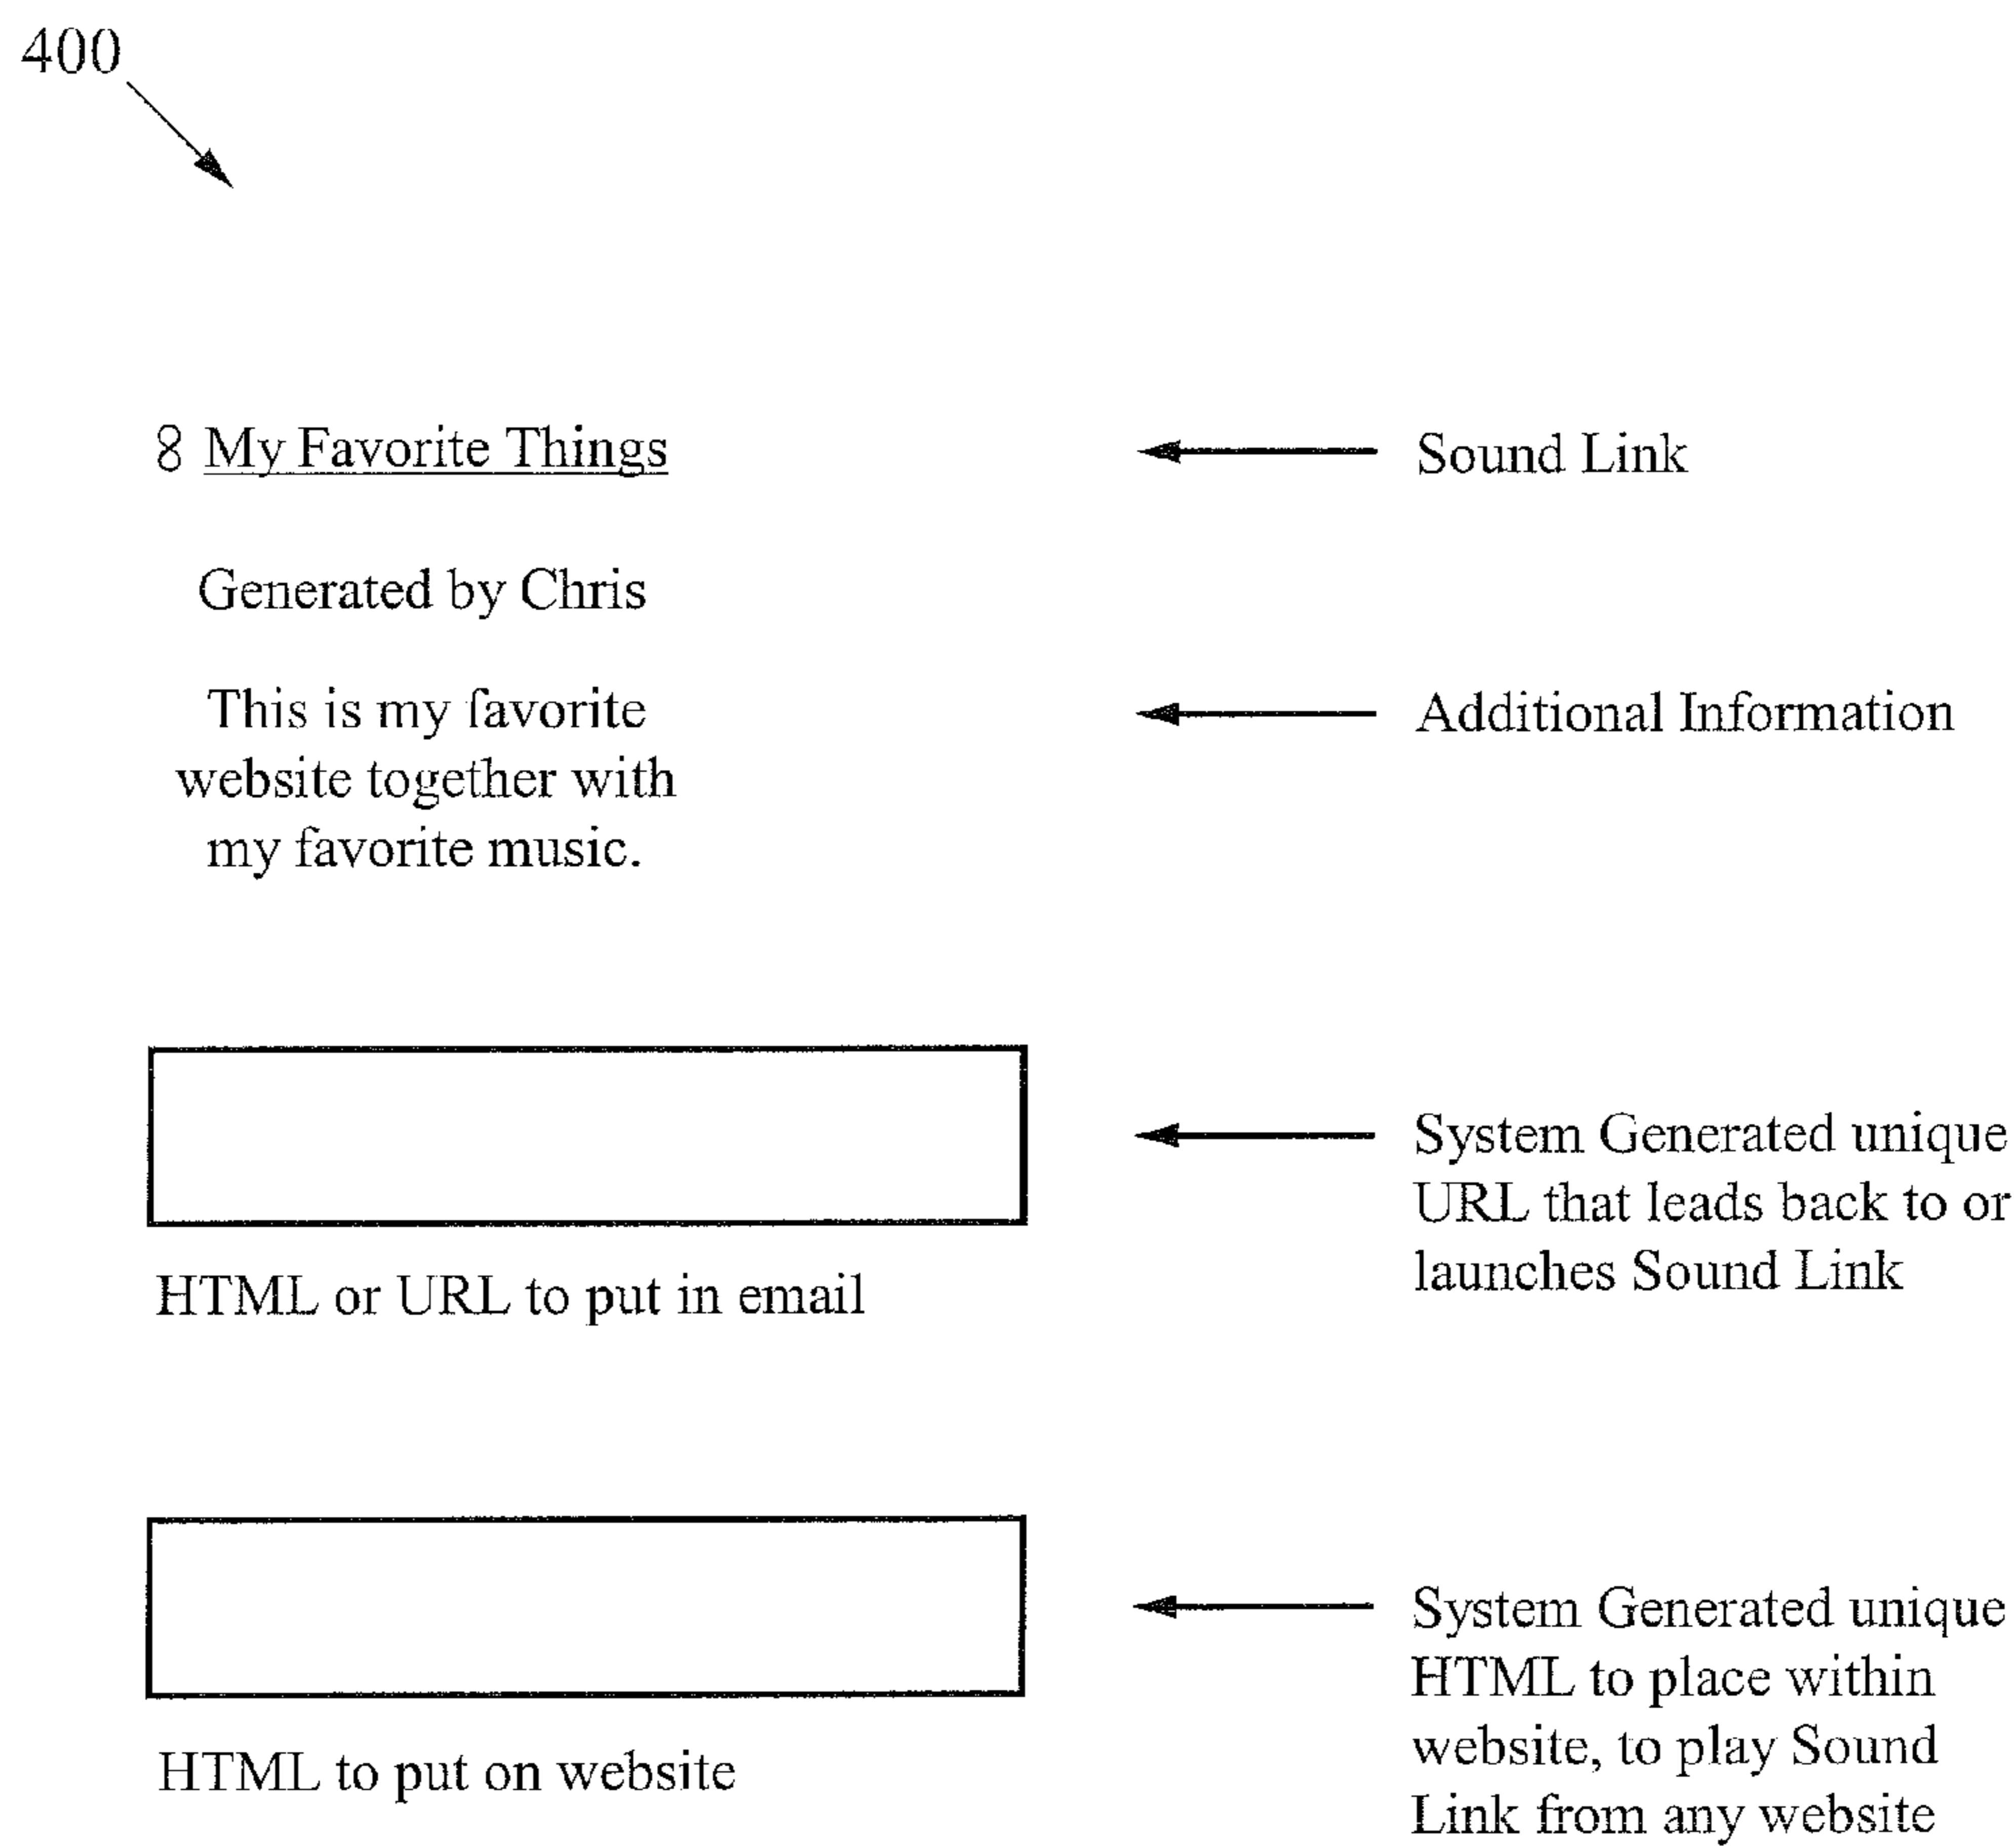 400
8 My Favorite Things
Sound Link
Generated by Chris
This is my favorite
website together with
my favorite music.
Additional Information
System Generated unique
URL that leads back to or
launches Sound Link
HTML or URL to put in email
System Generated unique
HTML to place within
website, to play Sound
Link from any website
HTML to put on website